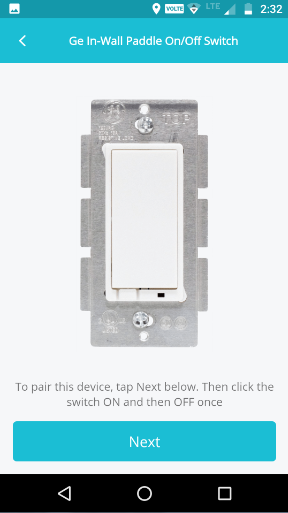 VOLTE LTE 2:32
Ge In-Wall Paddle On/Off Switch
To pair this device, tap Next below. Then click the
switch ON and then OFF once
Next